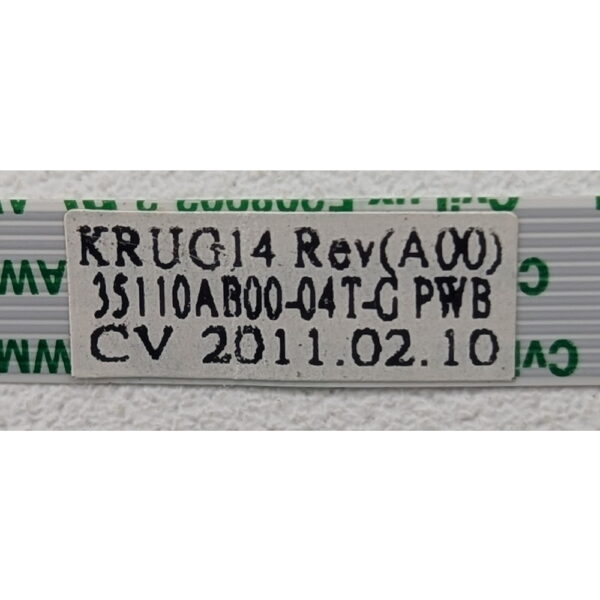 KRUG14 Rev(A00)
35110AB00-04T-G PWB
CV 2011.02.10